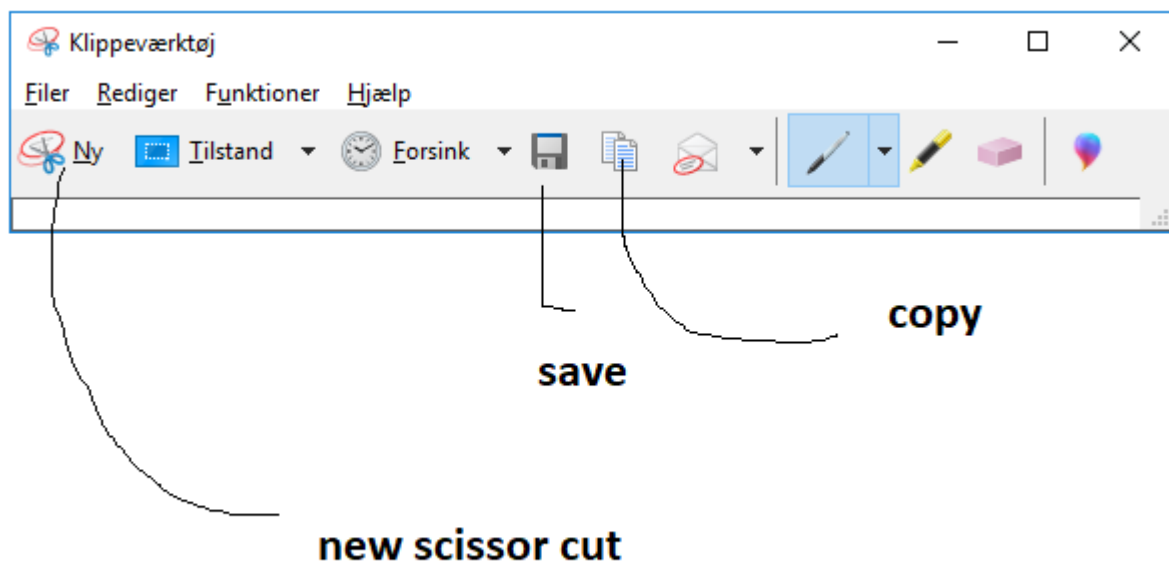 Klippeværktøj
Filer Rediger Funktioner Hjælp
Ny Tilstand Forsink
copy
save
new scissor cut